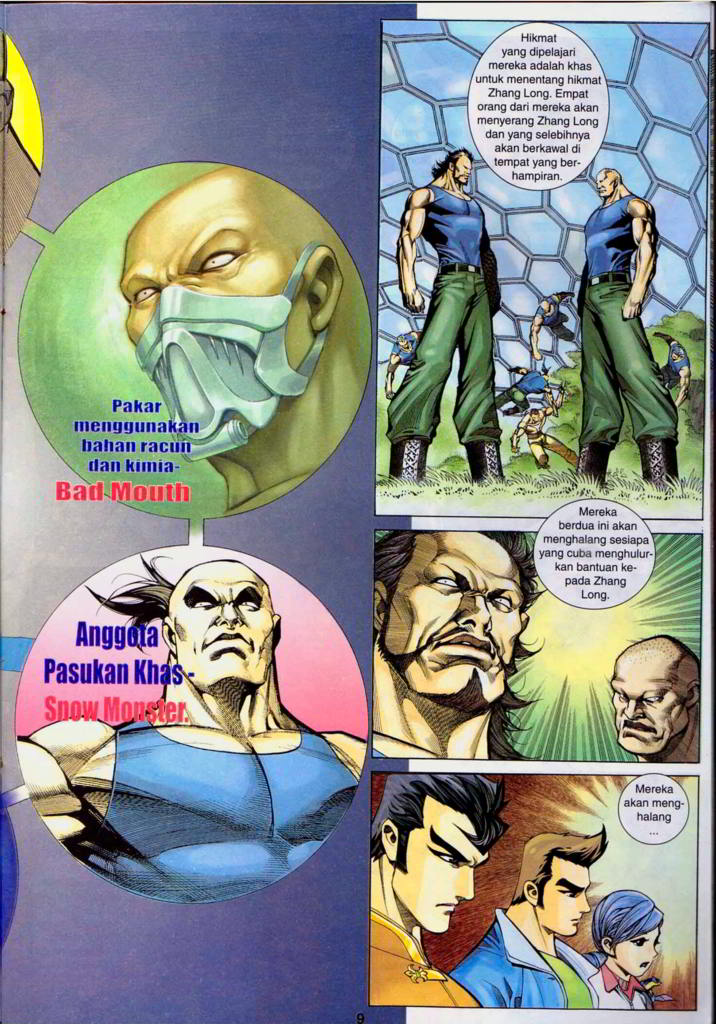 Pakar
menggunakan
bahan racun
dan kimia-
Bad Mouth
Anggota
Pasukan Khas-
Snow Monster.
Hikmat
yang dipelajari
mereka adalah khas
untuk menentang hikmat
Zhang Long. Empat
orang dari mereka akan
menyerang Zhang Long
dan yang selebihnya
akan berkawal di
tempat yang ber-
hampiran.
Mereka
berdua ini akan
menghalang sesiapa
yang cuba menghulur-
kan bantuan ke-
pada Zhang
Long.
Mereka
akan meng-
halang
...
9